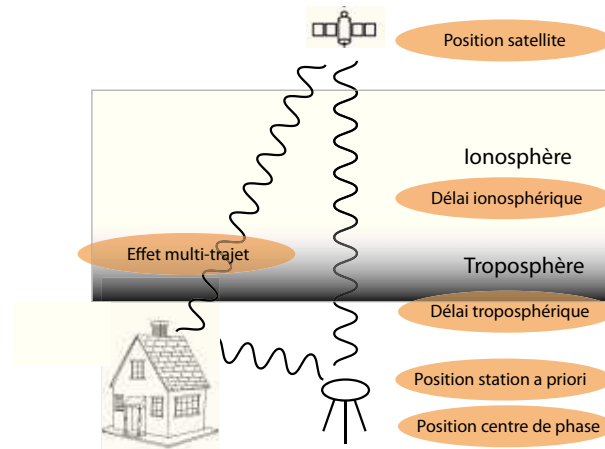 Position satellite
Ionosphère
Délai ionosphérique
Effet multi-trajet
Troposphère
Délai troposphérique
Position station a priori
Position centre de phase